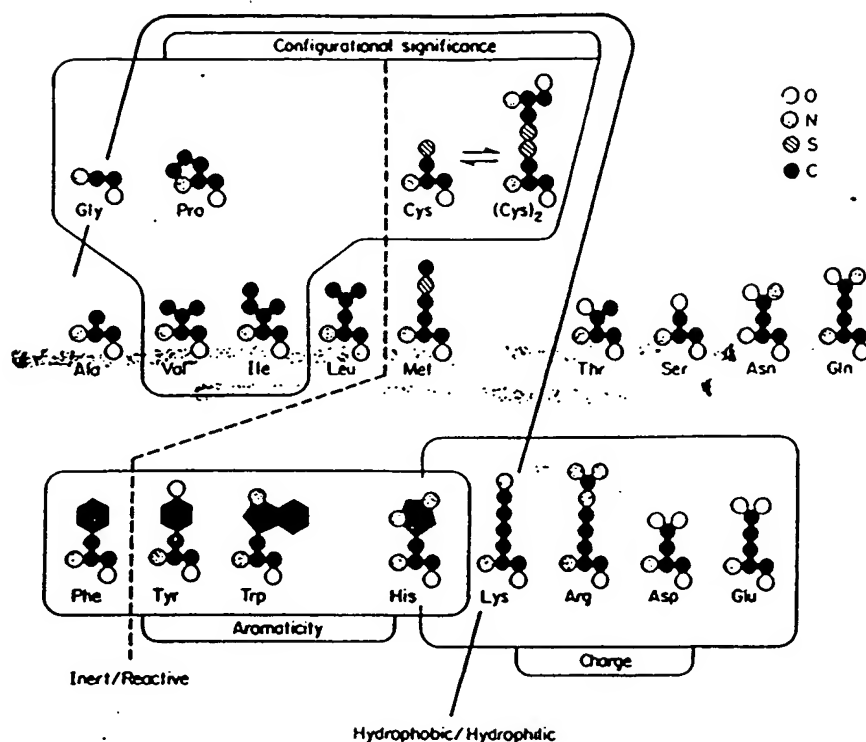 Configurational significance
O
N
S
C
Gly Pro Cys (Cys)2
Ala Val Ile Leu Met Thr Ser Asn Gln
Phe Tyr Trp His Lys Arg Asp Glu
Aromaticity
Charge
Inert/Reactive
Hydrophobic/Hydrophilic